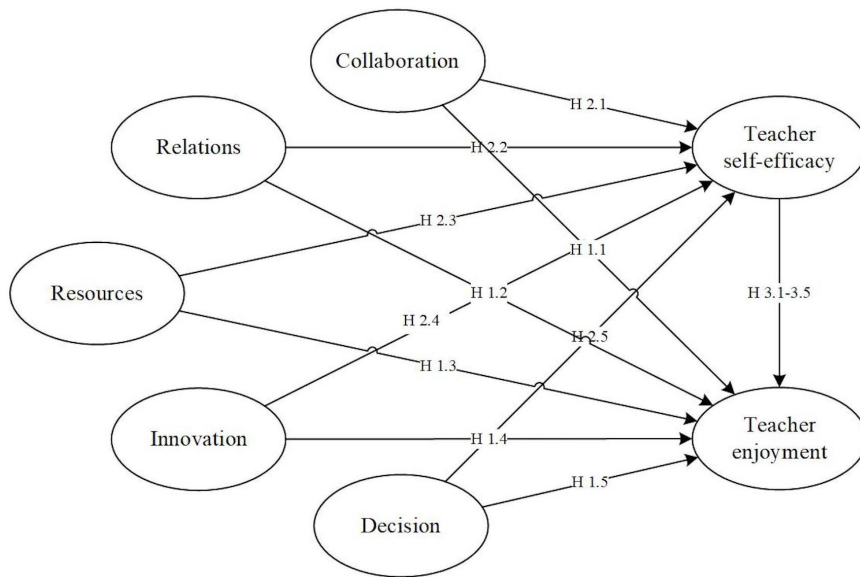 Collaboration
H 2.1
Teacher
self-efficacy
Relations
H 2.2
H 2.3
H 1.1
Resources
H 1.2
H 3.1-3.5
H 2.4
H 2.5
H 1.3
Innovation
H 1.4
Teacher
enjoyment
H 1.5
Decision